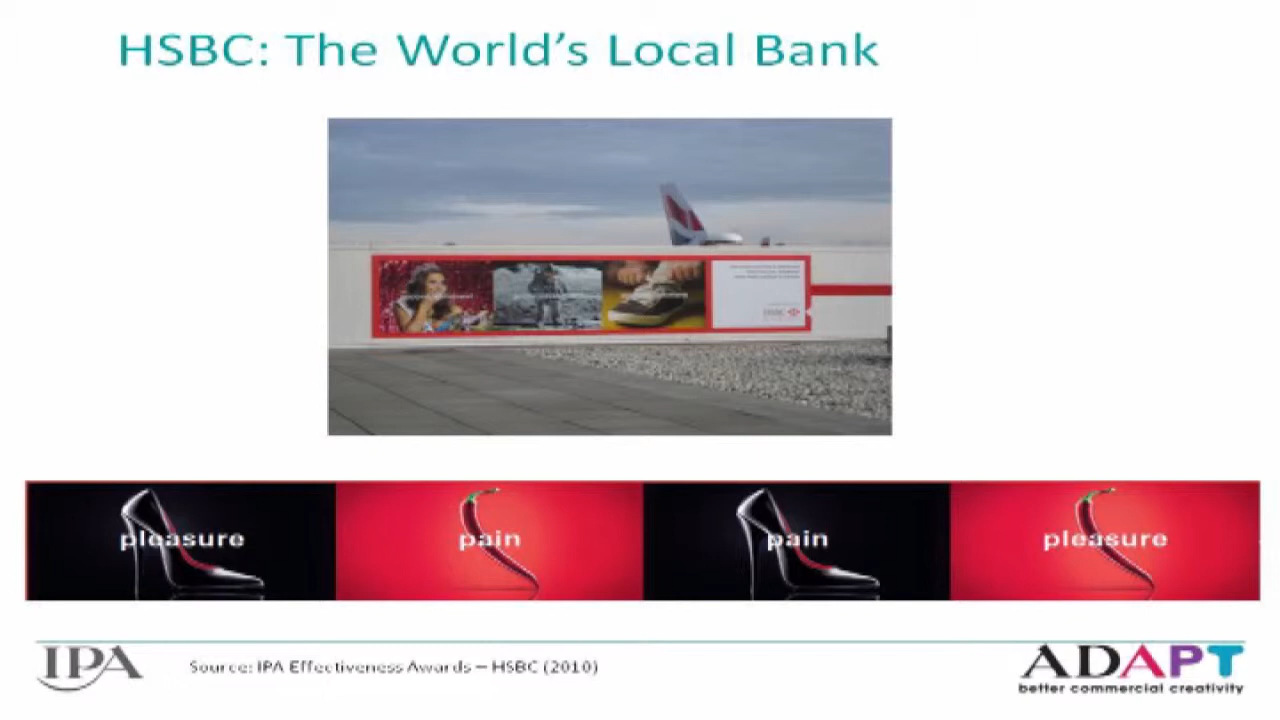 HSBC: The World's Local Bank
HSBC
pleasure
pain
pain
pleasure
IPA
Source: IPA Effectiveness Awards – HSBC (2010)
ADAPT
better commercial creativity